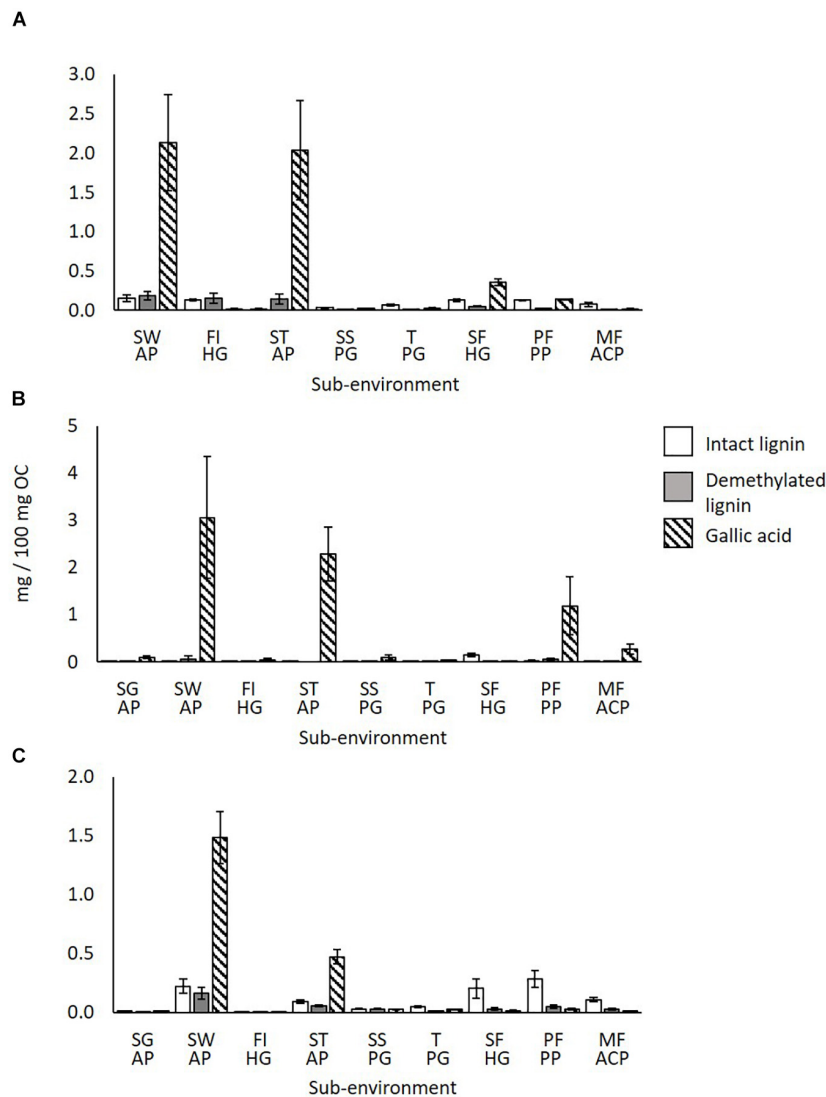 A
3.0
2.5
2.0
1.5
1.0
0.5
0.0
SW FI ST SS T SF PF MF
AP HG AP PG PG HG PP ACP
Sub-environment
B
5
4
3
2
1
0
mg / 100 mg OC
SG SW FI ST SS T SF PF MF
AP AP HG AP PG PG HG PP ACP
Sub-environment
Intact lignin
Demethylated
lignin
Gallic acid
C
2.0
1.5
1.0
0.5
0.0
SG SW FI ST SS T SF PF MF
AP AP HG AP PG PG HG PP ACP
Sub-environment